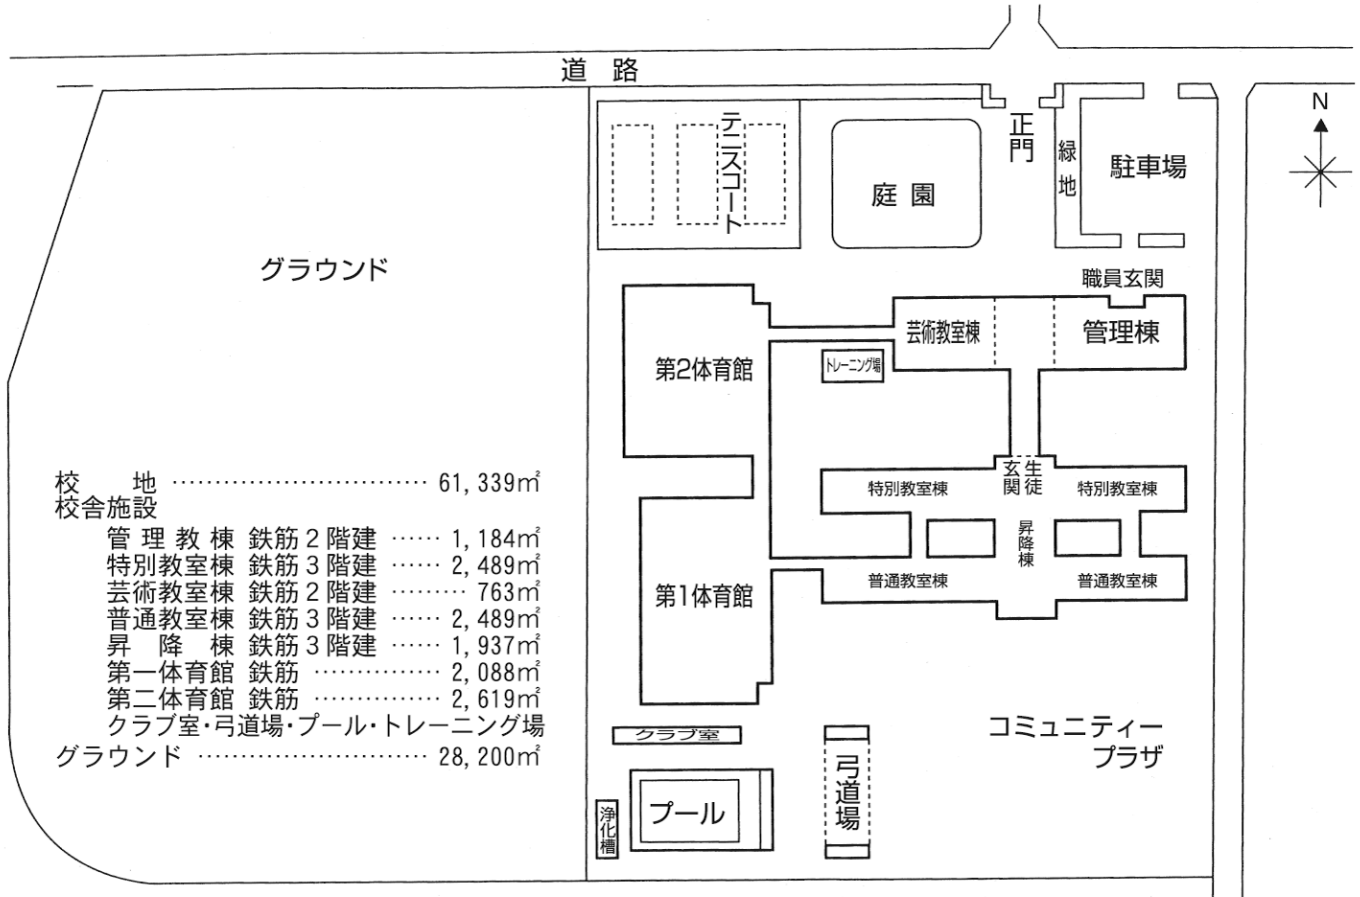 道 路
N
テニスコート
庭 園
正門
緑地
駐車場
グラウンド
職員玄関
芸術教室棟
管理棟
第2体育館
トレーニング場
生徒玄関
特別教室棟
特別教室棟
昇降棟
普通教室棟
普通教室棟
第1体育館
校 地 ……………………… 61,339㎡
校舎施設
管 理 教 棟 鉄筋2階建 …… 1,184㎡
特別教室棟 鉄筋3階建 …… 2,489㎡
芸術教室棟 鉄筋2階建 ……… 763㎡
普通教室棟 鉄筋3階建 …… 2,489㎡
昇 降 棟 鉄筋3階建 …… 1,937㎡
第一体育館 鉄筋 …………… 2,088㎡
第二体育館 鉄筋 …………… 2,619㎡
クラブ室・弓道場・プール・トレーニング場
グラウンド ……………………… 28,200㎡
クラブ室
コミュニティー
プラザ
弓道場
プール
浄化槽